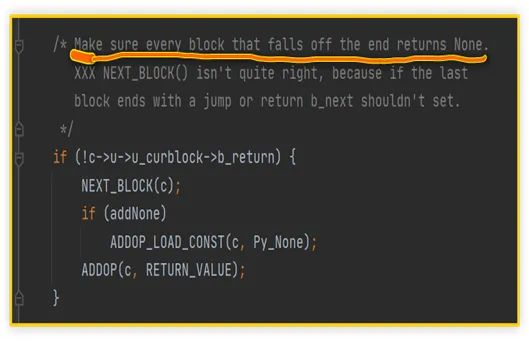 /* Make sure every block that falls off the end returns None.
XXX NEXT_BLOCK() isn't quite right, because if the last
block ends with a jump or return b_next shouldn't set.
*/
if (!c->u->u_curblock->b_return) {
NEXT_BLOCK(c);
if (addNone)
ADDOP_LOAD_CONST(c, Py_None);
ADDOP(c, RETURN_VALUE);
}